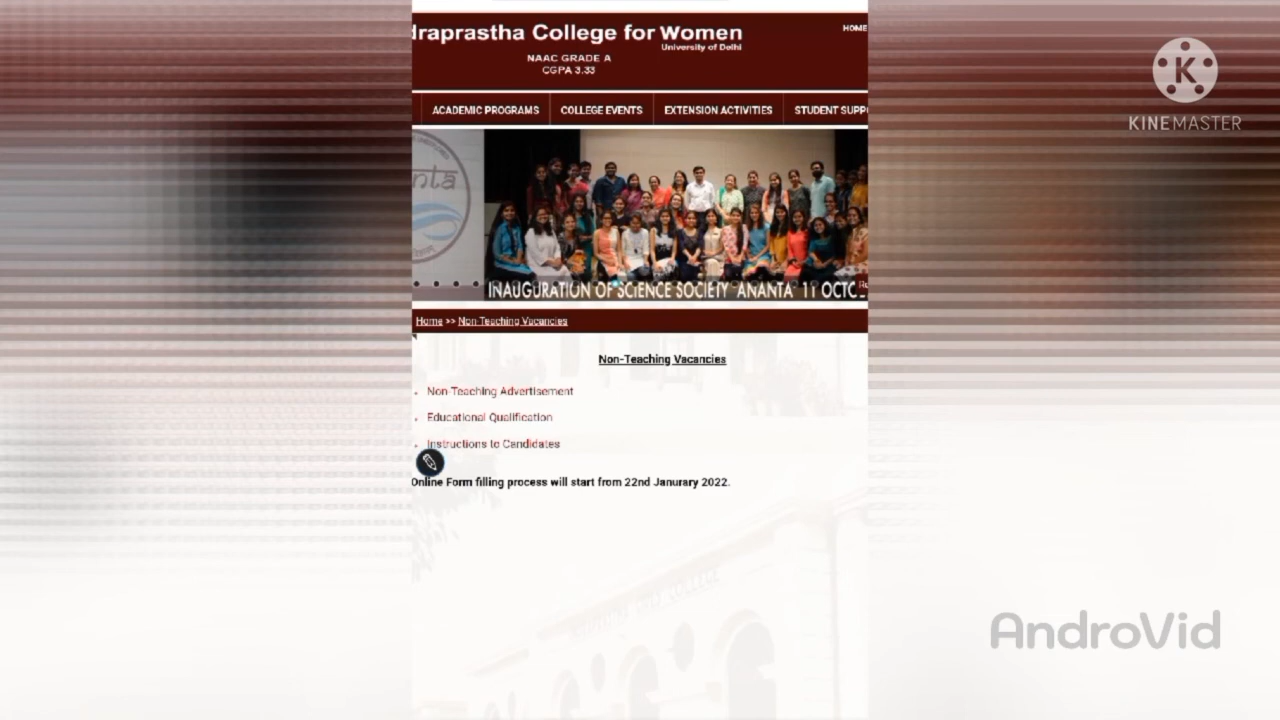 draprastha College for Women
University of Delhi
NAAC GRADE A
CGPA 3.33
HOME
KINEMASTER
ACADEMIC PROGRAMS COLLEGE EVENTS EXTENSION ACTIVITIES STUDENT SUPP
INAUGURATION OF SCIENCE SOCIETY "ANANTA" 11 OCTO
Home >> Non-Teaching Vacancies
Non-Teaching Vacancies
Non-Teaching Advertisement
Educational Qualification
Instructions to Candidates
Online Form filling process will start from 22nd Janurary 2022.
AndroVid